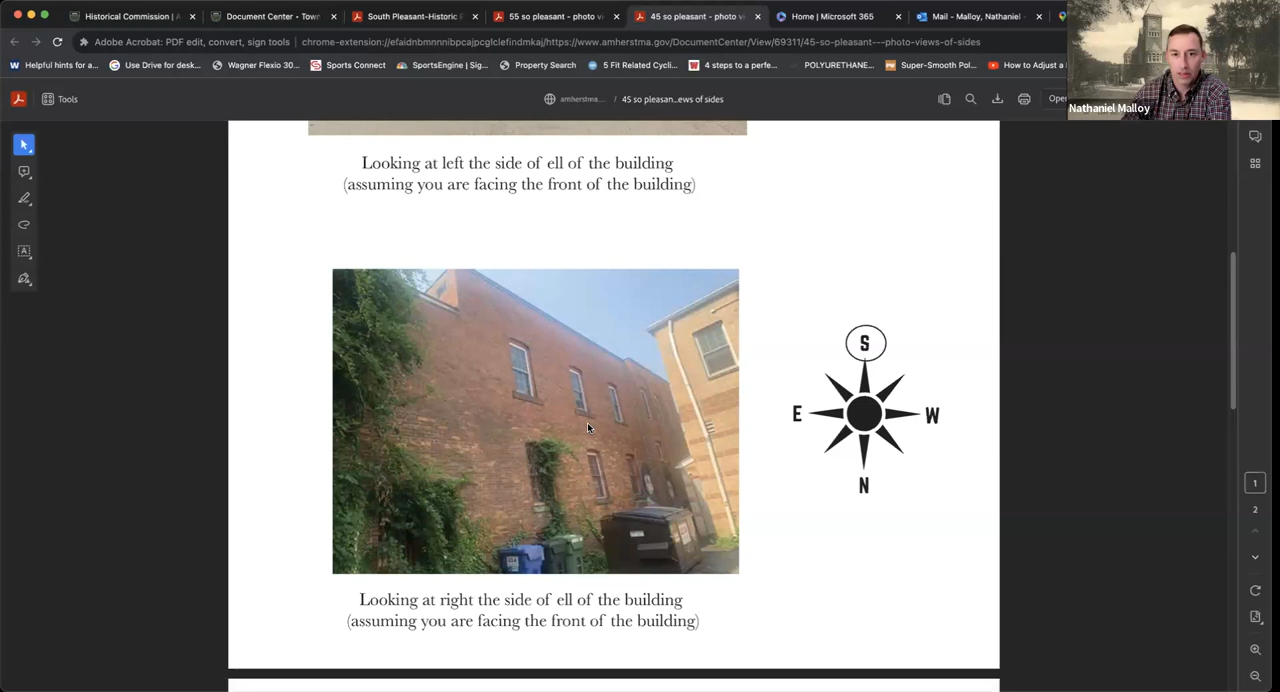 Historical Commission | A
Document Center • Town
South Pleasant-Historic F
55 so pleasant - photo vi
45 so pleasant - photo vi
Home | Microsoft 365
Mail - Malloy, Nathaniel -
Adobe Acrobat: PDF edit, convert, sign tools | chrome-extension://efaidnbmnnnibpcajpcglclefindmkaj/https://www.amherstma.gov/DocumentCenter/View/69311/45-so-pleasant---photo-views-of-sides
Helpful hints for a...
Use Drive for desk...
Wagner Flexio 30...
Sports Connect
SportsEngine | Sig...
Property Search
5 Fit Related Cycli...
4 steps to a perfe...
POLYURETHANE...
Super-Smooth Pol...
How to Adjust a
Tools
amherstma.... / 45 so pleasan...ews of sides
Nathaniel Malloy
Looking at left the side of ell of the building
(assuming you are facing the front of the building)
S
E
W
N
Looking at right the side of ell of the building
(assuming you are facing the front of the building)
1
2